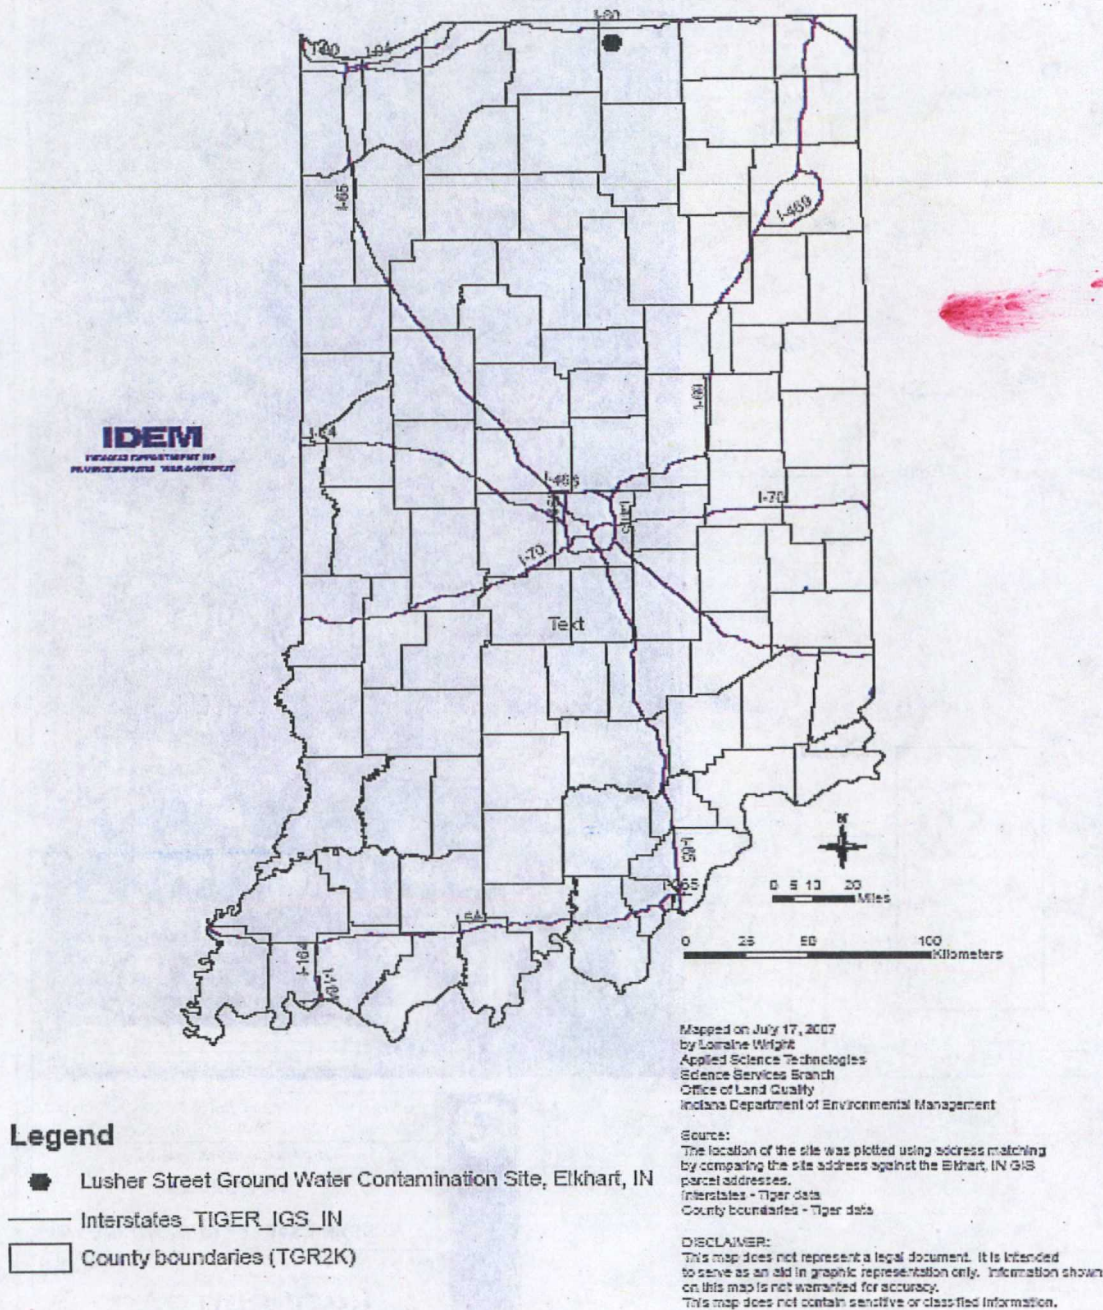 I-80
I-94
I-65
I-469
I-69
IDEM
INDIANA DEPARTMENT OF
ENVIRONMENTAL MANAGEMENT
I-465
I-70
I-70
Text
I-65
I-64
I-164
N
0 5 10 20
Miles
0 25 50 100
Kilometers
Mapped on July 17, 2007
by Lorraine Wright
Applied Science Technologies
Science Services Branch
Office of Land Quality
Indiana Department of Environmental Management
Source:
The location of the site was plotted using address matching
by comparing the site address against the Elkhart, IN GIS
parcel addresses.
Interstates - Tiger data
County boundaries - Tiger data
DISCLAIMER:
This map does not represent a legal document. It is intended
to serve as an aid in graphic representation only. Information shown
on this map is not warranted for accuracy.
This map does not contain sensitive or classified information.
Legend
Lusher Street Ground Water Contamination Site, Elkhart, IN
Interstates_TIGER_IGS_IN
County boundaries (TGR2K)